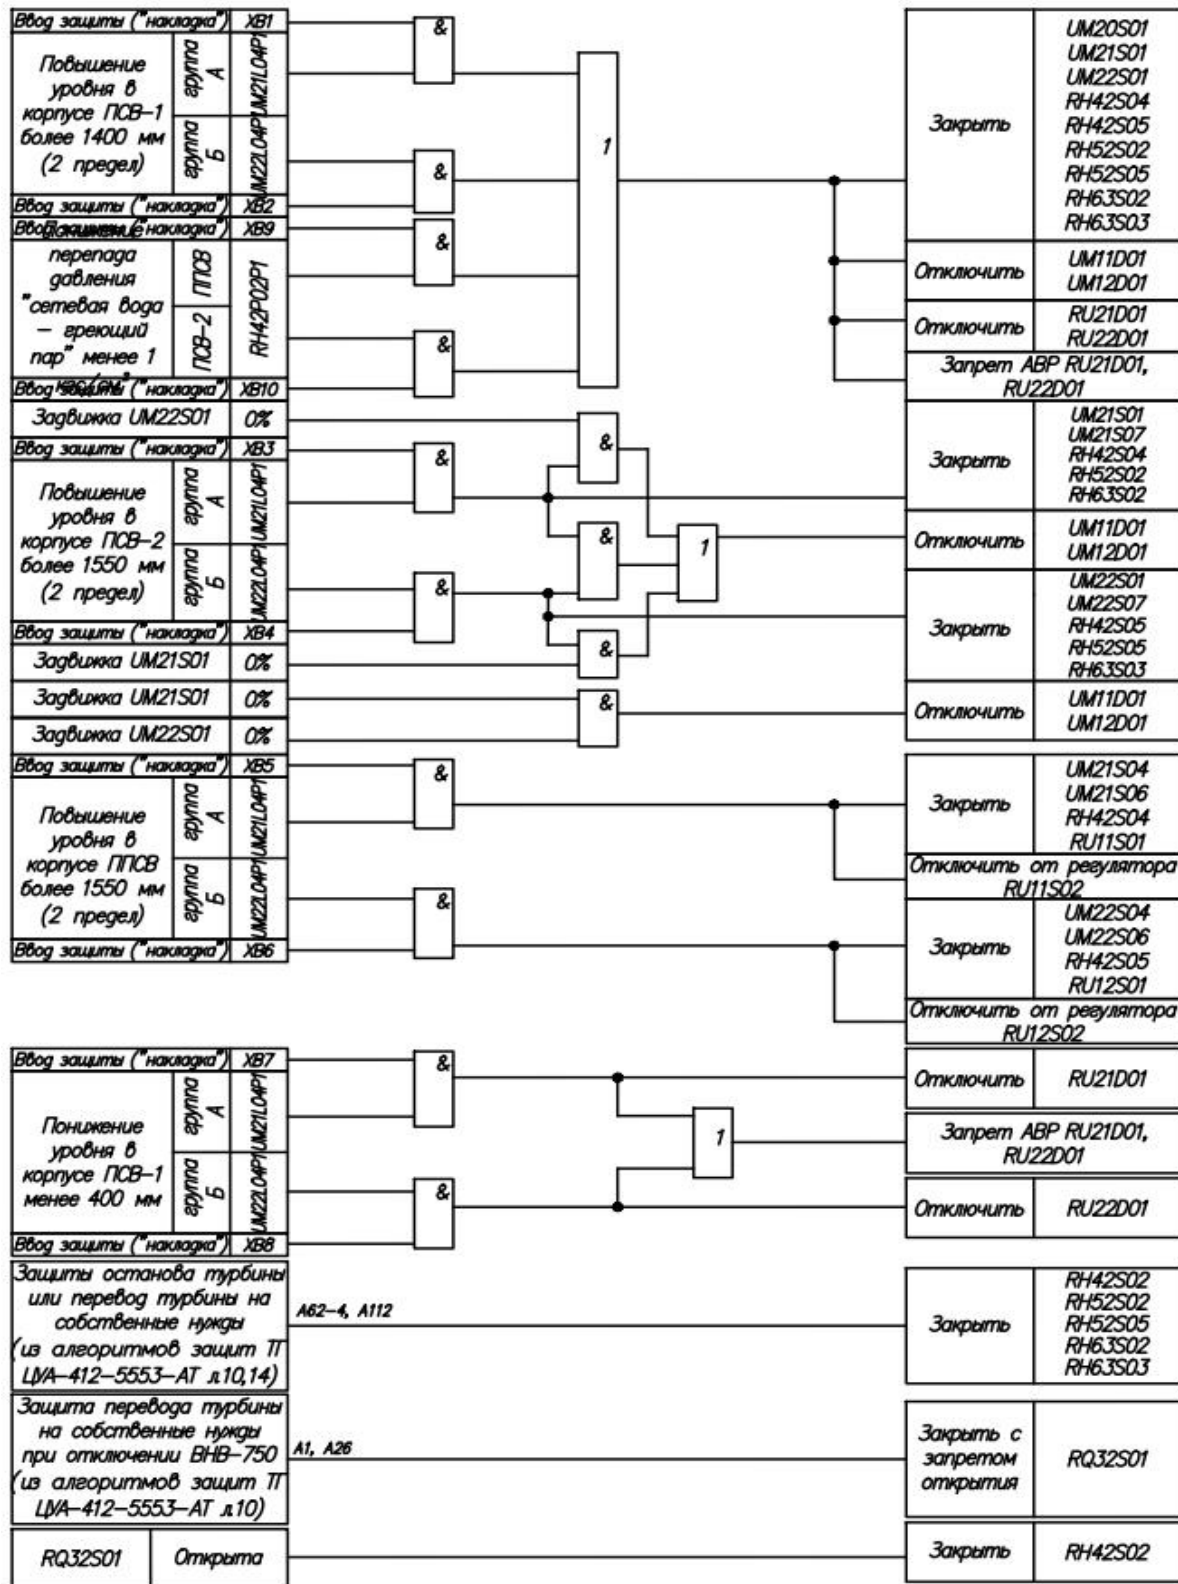 Ввод защиты ("накладка") XB1
Повышение
уровня в
корпусе ПСВ-1
более 1400 мм
(2 предел)
группа
А
UM21L04P1
группа
Б
UM22L04P1
Ввод защиты ("накладка") XB2
Ввод защиты ("накладка") XB9
Понижение
перепада
давления
"сетевая вода
– греющий
пар" менее 1
кгс/см²
ППСВ
ПСВ-2
RH42P02P1
Ввод защиты ("накладка") XB10
Задвижка UM22S01 0%
Ввод защиты ("накладка") XB3
Повышение
уровня в
корпусе ПСВ-2
более 1550 мм
(2 предел)
группа
А
UM21L04P1
группа
Б
UM22L04P1
Ввод защиты ("накладка") XB4
Задвижка UM21S01 0%
Задвижка UM21S01 0%
Задвижка UM22S01 0%
Ввод защиты ("накладка") XB5
Повышение
уровня в
корпусе ППСВ
более 1550 мм
(2 предел)
группа
А
UM21L04P1
группа
Б
UM22L04P1
Ввод защиты ("накладка") XB6
Ввод защиты ("накладка") XB7
Понижение
уровня в
корпусе ПСВ-1
менее 400 мм
группа
А
UM21L04P1
группа
Б
UM22L04P1
Ввод защиты ("накладка") XB8
Защиты останова турбины
или перевод турбины на
собственные нужды
(из алгоритмов защит ТГ
ЦУА-412-5553-АТ л.10,14)
Защита перевода турбины
на собственные нужды
при отключении ВНВ-750
(из алгоритмов защит ТГ
ЦУА-412-5553-АТ л.10)
RQ32S01 Открыта
&
&
&
&
1
&
&
&
&
&
1
&
&
&
&
&
1
A62-4, A112
A1, A26
Закрыть
UM20S01
UM21S01
UM22S01
RH42S04
RH42S05
RH52S02
RH52S05
RH63S02
RH63S03
Отключить
UM11D01
UM12D01
Отключить
RU21D01
RU22D01
Запрет АВР RU21D01,
RU22D01
Закрыть
UM21S01
UM21S07
RH42S04
RH52S02
RH63S02
Отключить
UM11D01
UM12D01
Закрыть
UM22S01
UM22S07
RH42S05
RH52S05
RH63S03
Отключить
UM11D01
UM12D01
Закрыть
UM21S04
UM21S06
RH42S04
RU11S01
Отключить от регулятора
RU11S02
Закрыть
UM22S04
UM22S06
RH42S05
RU12S01
Отключить от регулятора
RU12S02
Отключить RU21D01
Запрет АВР RU21D01,
RU22D01
Отключить RU22D01
Закрыть
RH42S02
RH52S02
RH52S05
RH63S02
RH63S03
Закрыть с
запретом
открытия
RQ32S01
Закрыть RH42S02